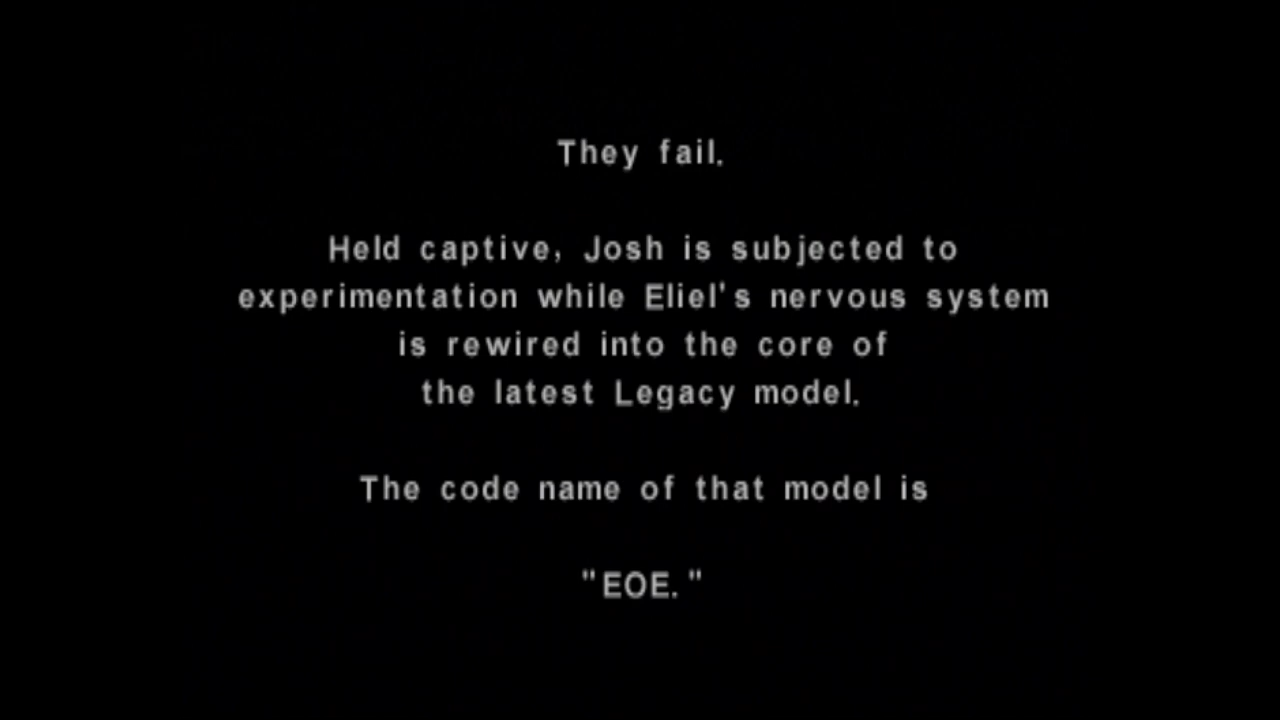 They fail.
Held captive, Josh is subjected to
experimentation while Eliel's nervous system
is rewired into the core of
the latest Legacy model.
The code name of that model is
"EOE."